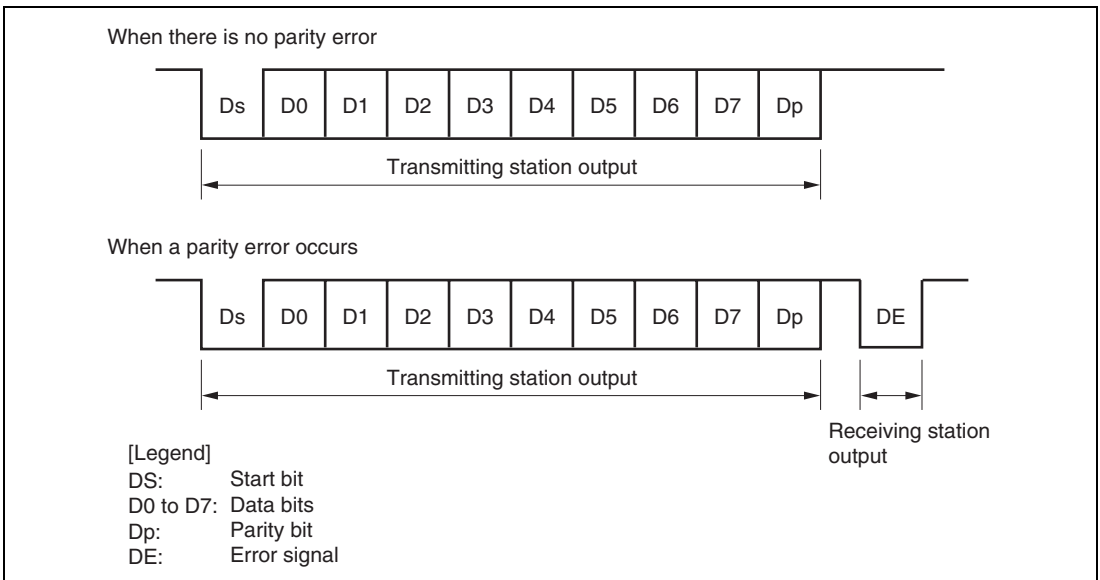 When there is no parity error
Ds D0 D1 D2 D3 D4 D5 D6 D7 Dp
Transmitting station output
When a parity error occurs
Ds D0 D1 D2 D3 D4 D5 D6 D7 Dp DE
Transmitting station output
Receiving station
output
[Legend]
DS: Start bit
D0 to D7: Data bits
Dp: Parity bit
DE: Error signal